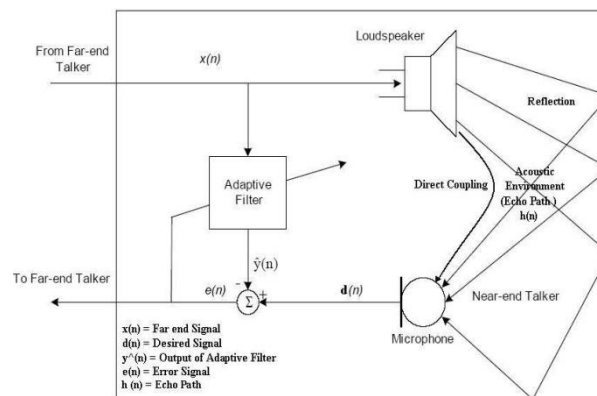 Loudspeaker
From Far-end
Talker
x(n)
Reflection
Acoustic
Environment
(Echo Path )
h(n)
Direct Coupling
Adaptive
Filter
ŷ(n)
To Far-end Talker
e(n)
-
Σ
+
d(n)
Near-end Talker
Microphone
x(n) = Far end Signal
d(n) = Desired Signal
y^(n) = Output of Adaptive Filter
e(n) = Error Signal
h (n) = Echo Path